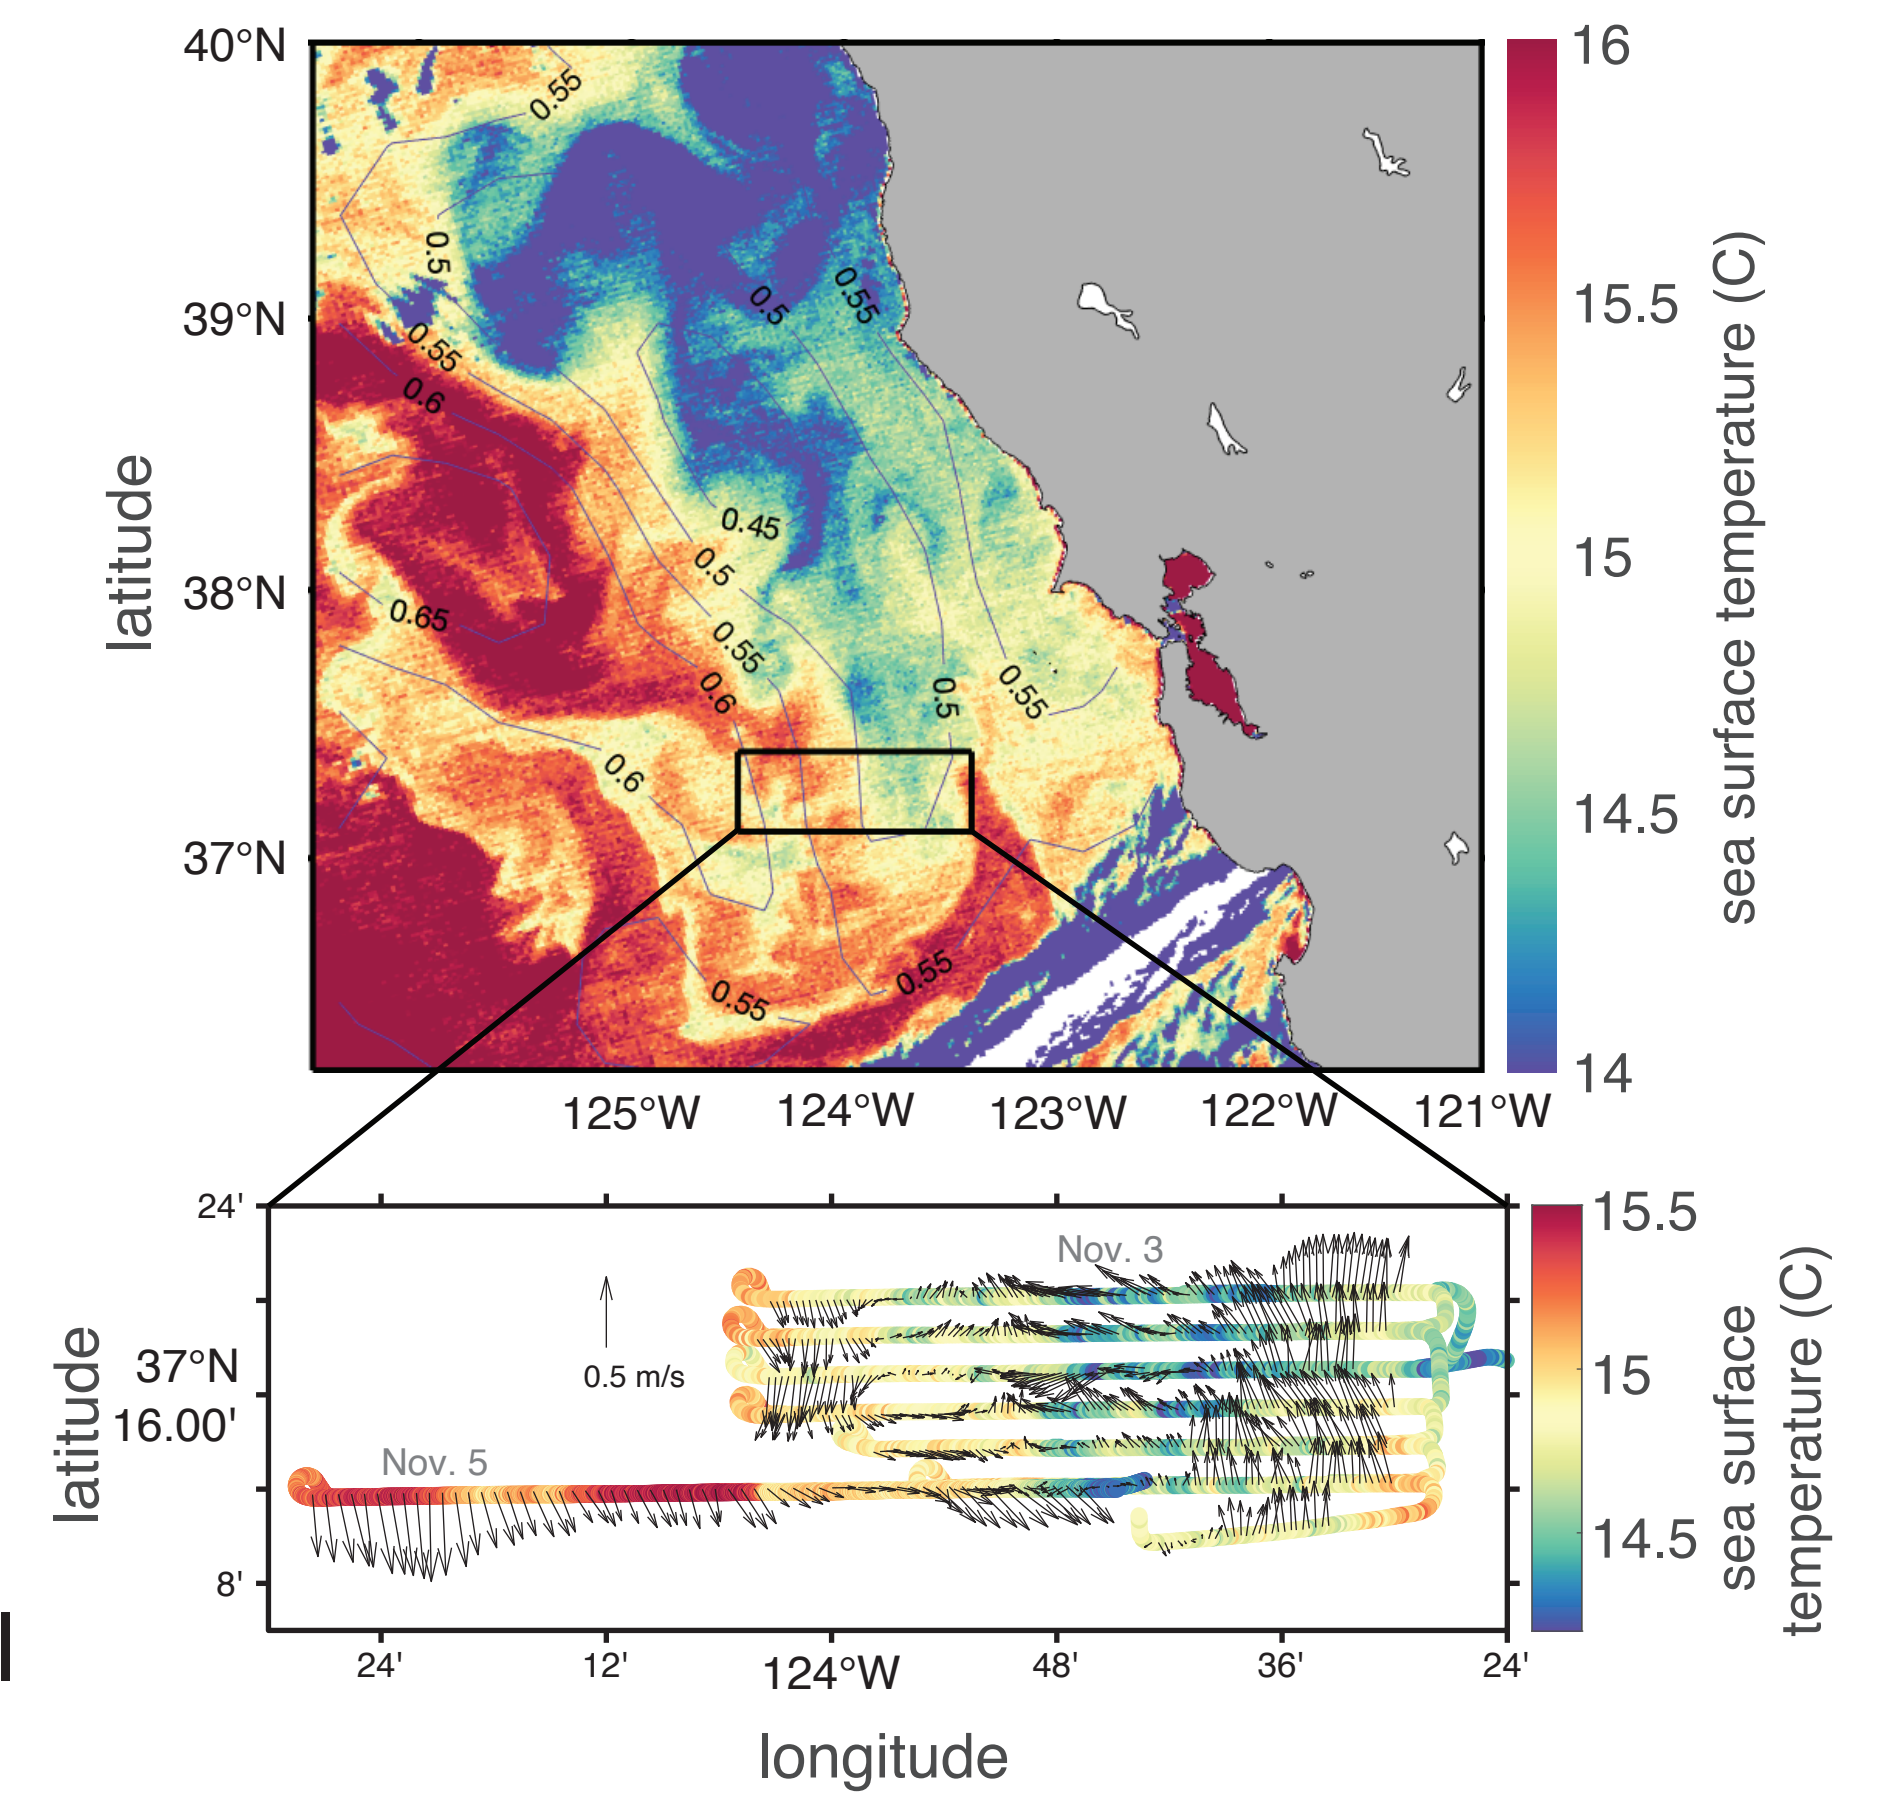 40°N
39°N
38°N
37°N
latitude
0.55
0.5
0.5
0.55
0.55
0.6
0.45
0.5
0.65
0.55
0.6
0.5
0.55
0.6
0.55
0.55
125°W
124°W
123°W
122°W
121°W
16
15.5
15
14.5
14
sea surface temperature (C)
24'
37°N
16.00'
8'
latitude
Nov. 3
0.5 m/s
Nov. 5
24'
12'
124°W
48'
36'
24'
longitude
15.5
15
14.5
sea surface
temperature (C)